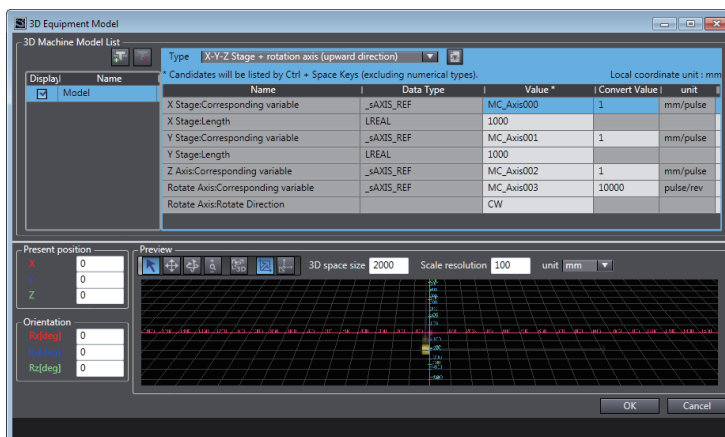 3D Equipment Model
3D Machine Model List
Type X-Y-Z Stage + rotation axis (upward direction)
* Candidates will be listed by Ctrl + Space Keys (excluding numerical types). Local coordinate unit : mm
Display Name
Model
Name Data Type Value * Convert Value unit
X Stage:Corresponding variable _sAXIS_REF MC_Axis000 1 mm/pulse
X Stage:Length LREAL 1000
Y Stage:Corresponding variable _sAXIS_REF MC_Axis001 1 mm/pulse
Y Stage:Length LREAL 1000
Z Axis:Corresponding variable _sAXIS_REF MC_Axis002 1 mm/pulse
Rotate Axis:Corresponding variable _sAXIS_REF MC_Axis003 10000 pulse/rev
Rotate Axis:Rotate Direction CW
Present position
X 0
0
Z 0
Orientation
Rx[deg] 0
Ry[deg] 0
Rz[deg] 0
Preview
3D space size 2000 Scale resolution 100 unit mm
OK Cancel